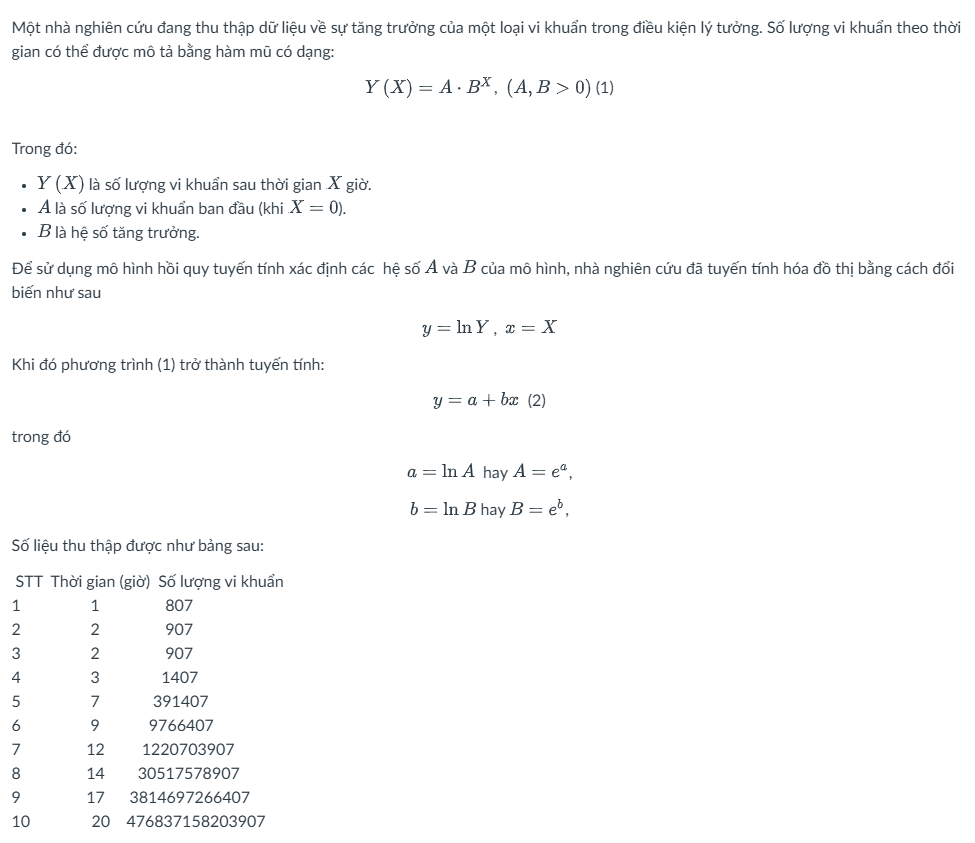 Một nhà nghiên cứu đang thu thập dữ liệu về sự tăng trưởng của một loại vi khuẩn trong điều kiện lý tưởng. Số lượng vi khuẩn theo thời
gian có thể được mô tả bằng hàm mũ có dạng:
Y (X) = A · B^X, (A, B > 0) (1)
Trong đó:
• Y (X) là số lượng vi khuẩn sau thời gian X giờ.
• A là số lượng vi khuẩn ban đầu (khi X = 0).
• B là hệ số tăng trưởng.
Để sử dụng mô hình hồi quy tuyến tính xác định các hệ số A và B của mô hình, nhà nghiên cứu đã tuyến tính hóa đồ thị bằng cách đổi
biến như sau
y = ln Y , x = X
Khi đó phương trình (1) trở thành tuyến tính:
y = a + bx (2)
trong đó
a = ln A hay A = e^a,
b = ln B hay B = e^b,
Số liệu thu thập được như bảng sau:
STT Thời gian (giờ) Số lượng vi khuẩn
1 1 807
2 2 907
3 2 907
4 3 1407
5 7 391407
6 9 9766407
7 12 1220703907
8 14 30517578907
9 17 3814697266407
10 20 476837158203907